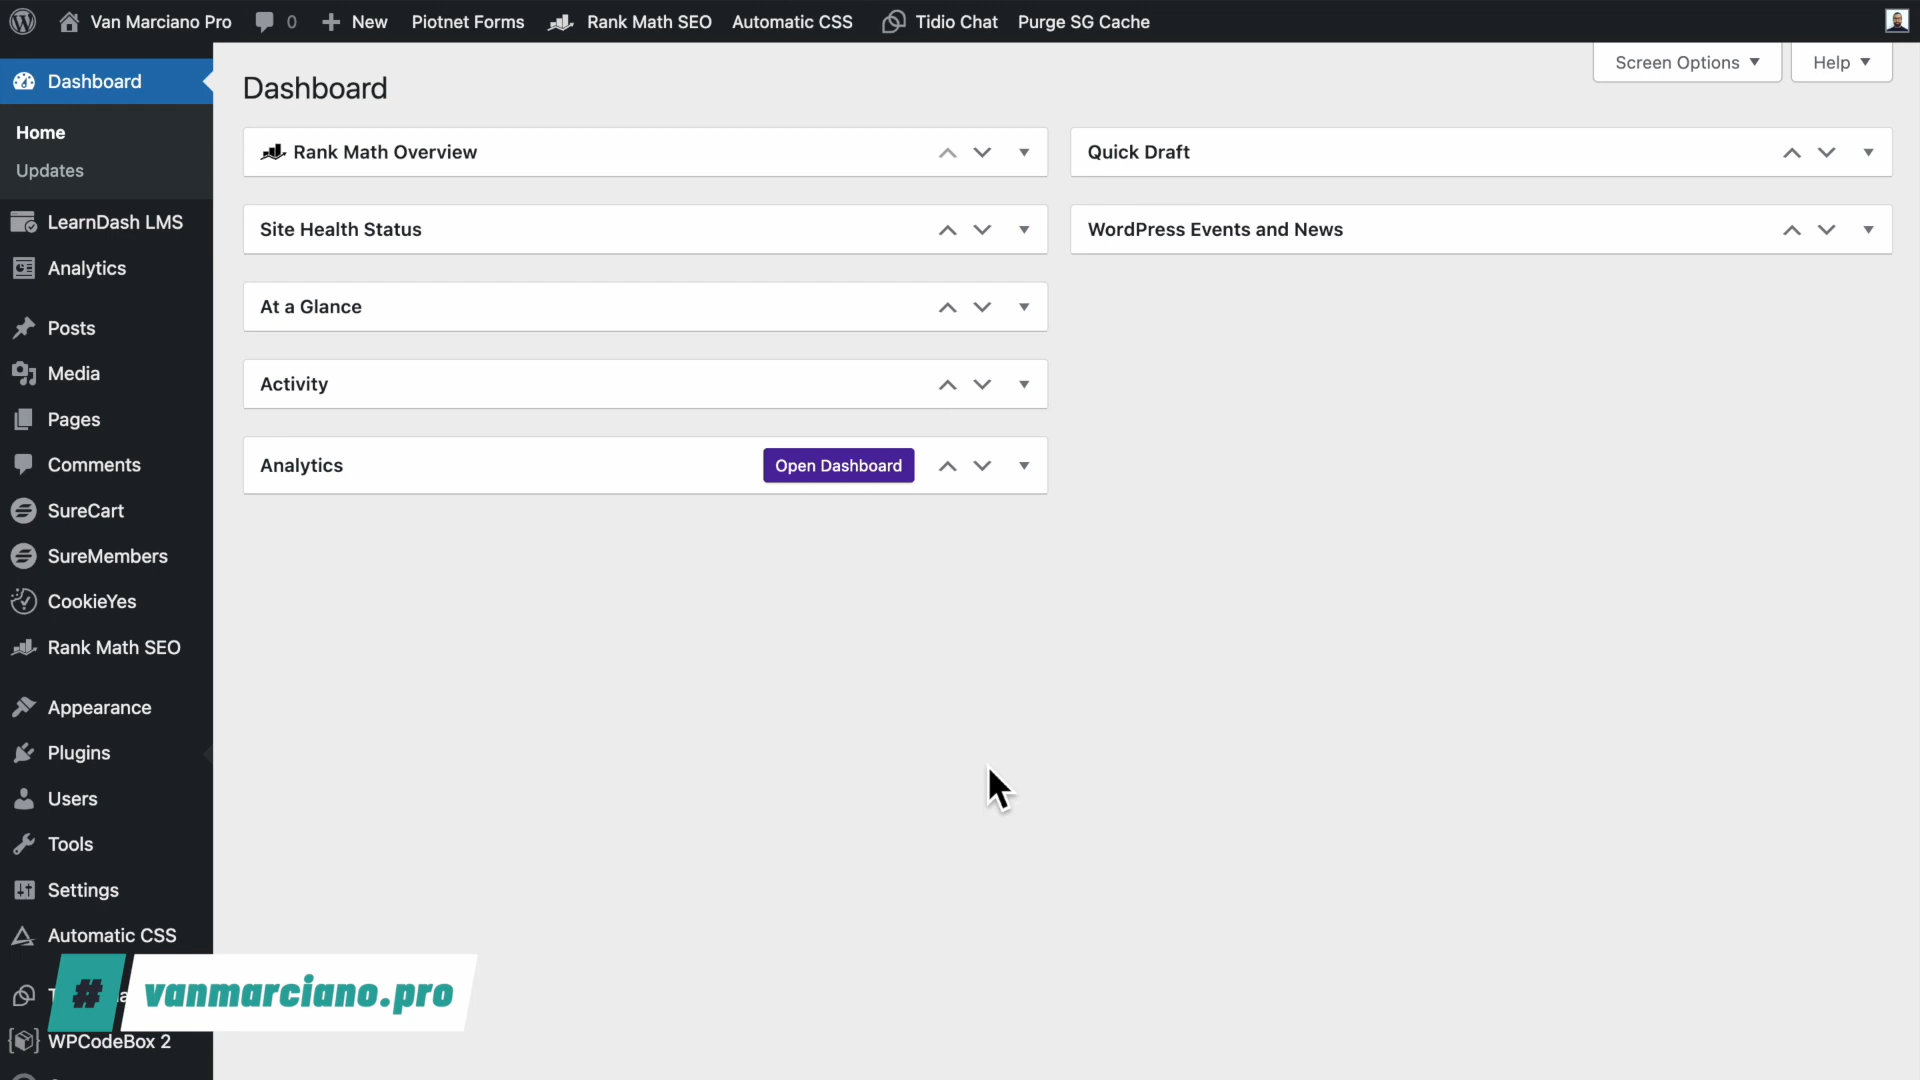 Van Marciano Pro
0
New
Piotnet Forms
Rank Math SEO
Automatic CSS
Tidio Chat
Purge SG Cache
Screen Options
Help
Dashboard
Home
Updates
LearnDash LMS
Analytics
Posts
Media
Pages
Comments
SureCart
SureMembers
CookieYes
Rank Math SEO
Appearance
Plugins
Users
Tools
Settings
Automatic CSS
WPCodeBox 2
Dashboard
Rank Math Overview
Site Health Status
At a Glance
Activity
Analytics
Open Dashboard
Quick Draft
WordPress Events and News
# vanmarciano.pro